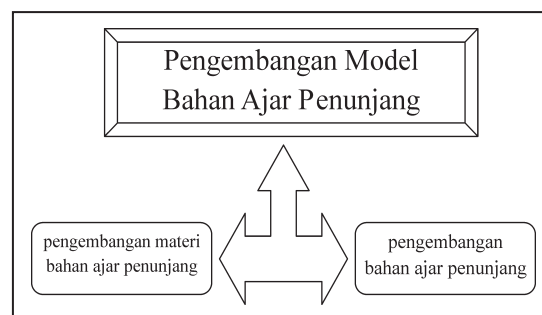 Pengembangan Model
Bahan Ajar Penunjang
pengembangan materi
bahan ajar penunjang
pengembangan
bahan ajar penunjang